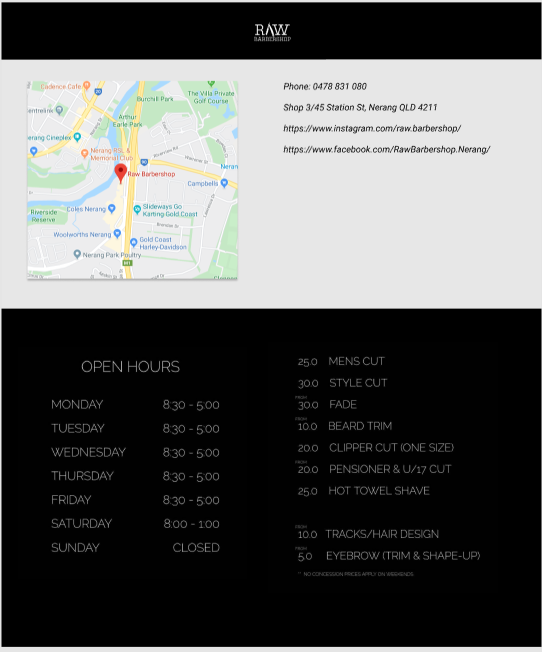 RAW
BARBERSHOP
Phone: 0478 831 080
Shop 3/45 Station St, Nerang QLD 4211
https://www.instagram.com/raw.barbershop/
https://www.facebook.com/RawBarbershop.Nerang/
Cadence Cafe
20
The Villa Private
Golf Course
Burchill Park
entrelink
Arthur
Earle Park
erang Cineplex
Nerang RSL &
Memorial Club
90
Neran
Raw Barbershop
Campbells
Riverside
Reserve
Coles Nerang
Slideways Go
Karting Gold Coast
Woolworths Nerang
Gold Coast
Harley-Davidson
Nerang Park Poultry
M1
OPEN HOURS
MONDAY 8:30 - 5:00
TUESDAY 8:30 - 5:00
WEDNESDAY 8:30 - 5:00
THURSDAY 8:30 - 5:00
FRIDAY 8:30 - 5:00
SATURDAY 8:00 - 1:00
SUNDAY CLOSED
25.0 MENS CUT
30.0 STYLE CUT
FROM
30.0 FADE
FROM
10.0 BEARD TRIM
20.0 CLIPPER CUT (ONE SIZE)
FROM
20.0 PENSIONER & U/17 CUT
25.0 HOT TOWEL SHAVE
FROM
10.0 TRACKS/HAIR DESIGN
FROM
5.0 EYEBROW (TRIM & SHAPE-UP)
* NO CONCESSION PRICES APPLY ON WEEKENDS